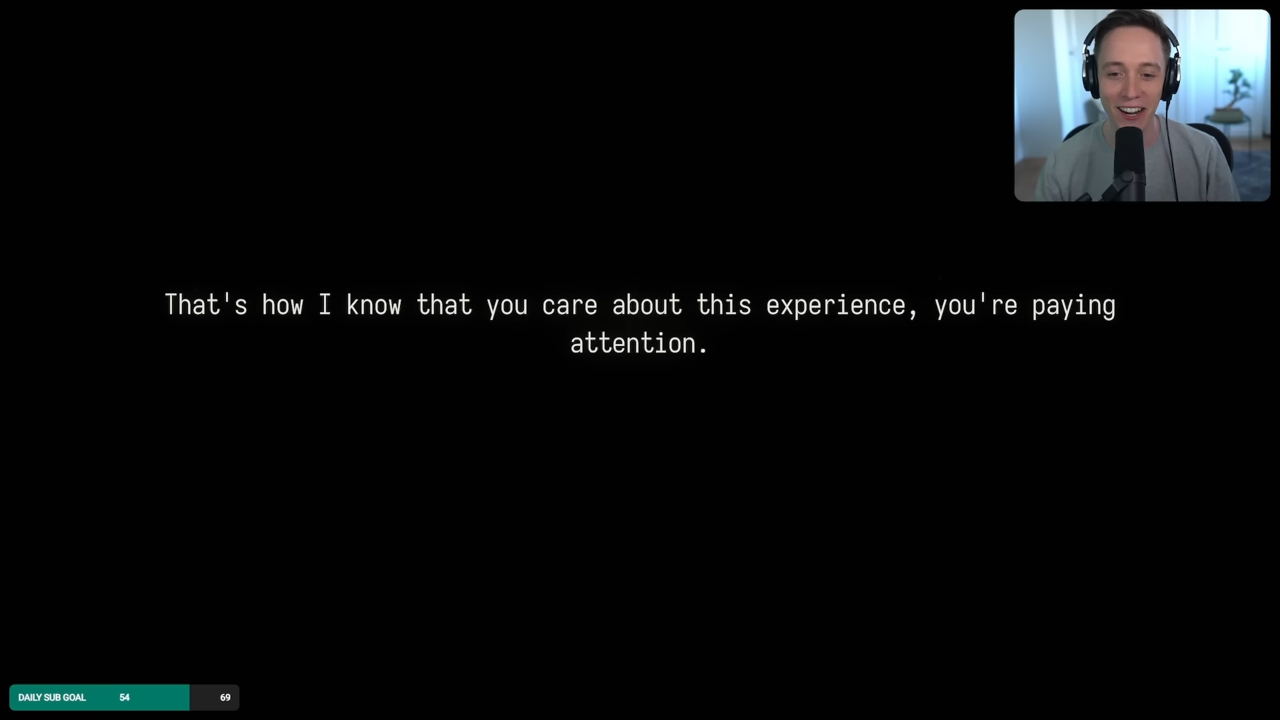 That's how I know that you care about this experience, you're paying
attention.
DAILY SUB GOAL 54 69